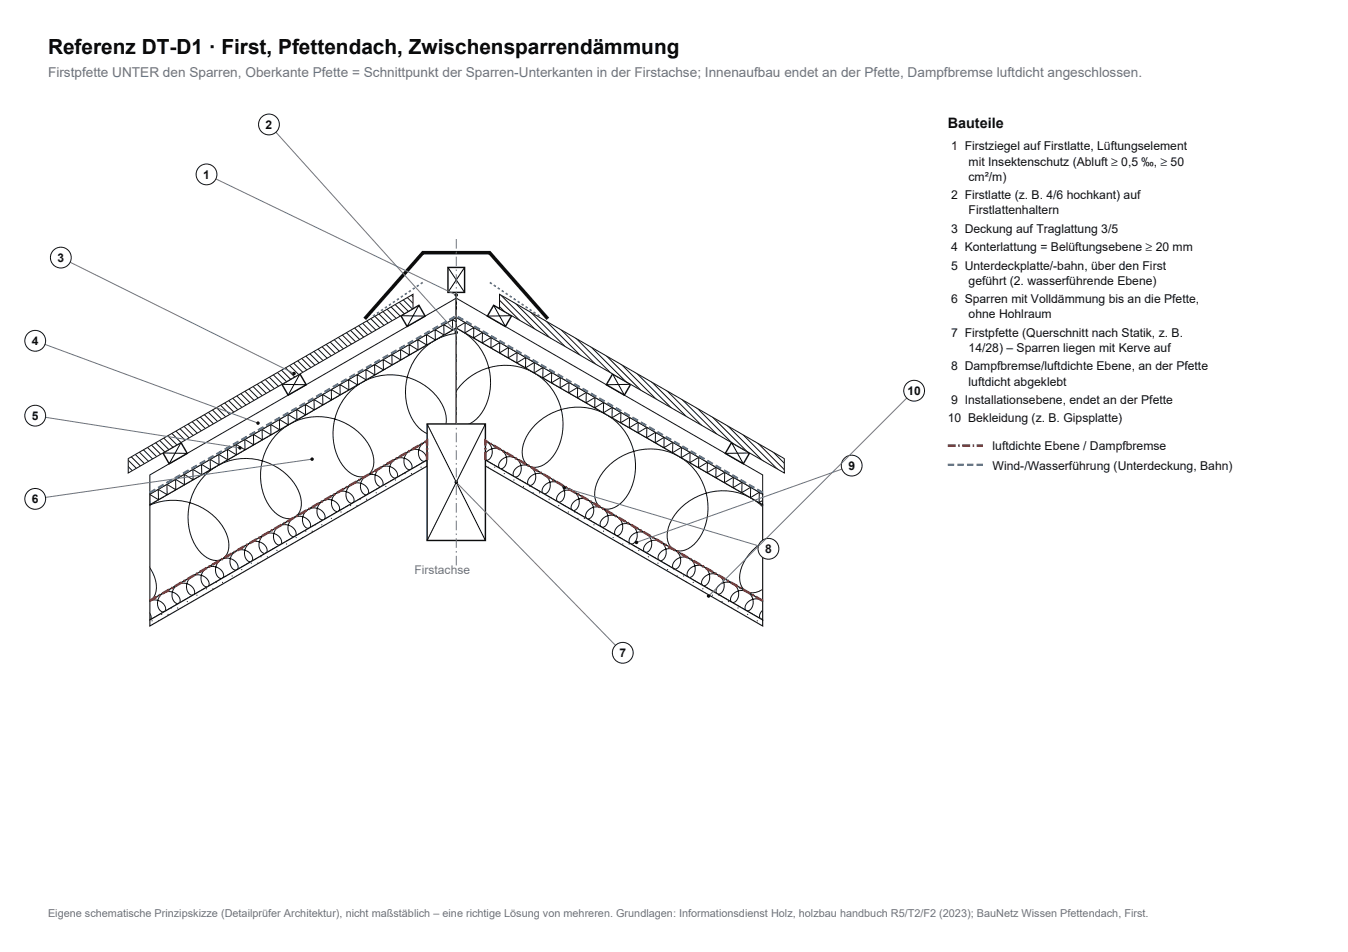 Referenz DT-D1 · First, Pfettendach, Zwischensparrendämmung
Firstpfette UNTER den Sparren, Oberkante Pfette = Schnittpunkt der Sparren-Unterkanten in der Firstachse; Innenaufbau endet an der Pfette, Dampfbremse luftdicht angeschlossen.
2
1
3
4
5
6
10
9
8
7
Firstachse
Bauteile
1 Firstziegel auf Firstlatte, Lüftungselement
mit Insektenschutz (Abluft ≥ 0,5 ‰, ≥ 50
cm²/m)
2 Firstlatte (z. B. 4/6 hochkant) auf
Firstlattenhaltern
3 Deckung auf Traglattung 3/5
4 Konterlattung = Belüftungsebene ≥ 20 mm
5 Unterdeckplatte/-bahn, über den First
geführt (2. wasserführende Ebene)
6 Sparren mit Volldämmung bis an die Pfette,
ohne Hohlraum
7 Firstpfette (Querschnitt nach Statik, z. B.
14/28) – Sparren liegen mit Kerve auf
8 Dampfbremse/luftdichte Ebene, an der Pfette
luftdicht abgeklebt
9 Installationsebene, endet an der Pfette
10 Bekleidung (z. B. Gipsplatte)
luftdichte Ebene / Dampfbremse
Wind-/Wasserführung (Unterdeckung, Bahn)
Eigene schematische Prinzipskizze (Detailprüfer Architektur), nicht maßstäblich – eine richtige Lösung von mehreren. Grundlagen: Informationsdienst Holz, holzbau handbuch R5/T2/F2 (2023); BauNetz Wissen Pfettendach, First.